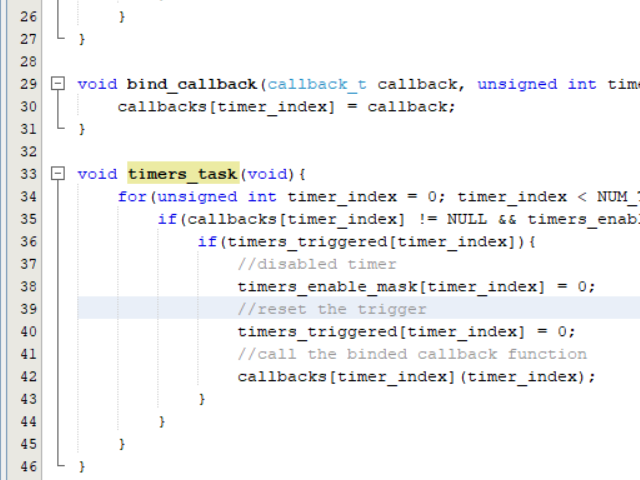 26 }
27 }
28
29 void bind_callback(callback_t callback, unsigned int
30 callbacks[timer_index] = callback;
31 }
32
33 void timers_task(void){
34 for(unsigned int timer_index = 0; timer_index <
35 if(callbacks[timer_index] != NULL &&
36 if(timers_triggered[timer_index]){
37 //disabled timer
38 timers_enable_mask[timer_index] = 0;
39 //reset the trigger
40 timers_triggered[timer_index] = 0;
41 //call the binded callback function
42 callbacks[timer_index](timer_index);
43 }
44 }
45 }
46 }